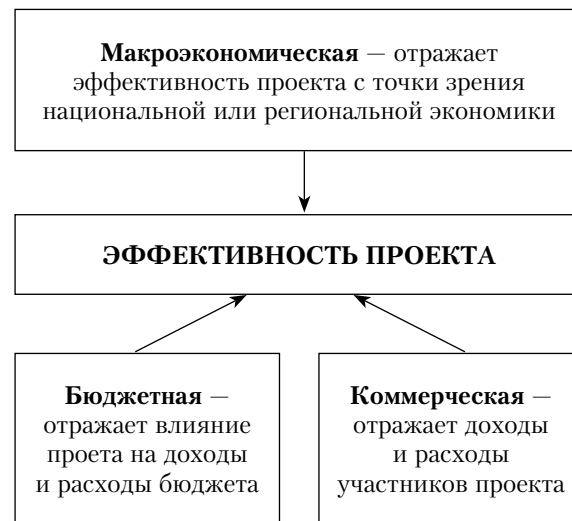 Макроэкономическая — отражает
эффективность проекта с точки зрения
национальной или региональной экономики
ЭФФЕКТИВНОСТЬ ПРОЕКТА
Бюджетная —
отражает влияние
проета на доходы
и расходы бюджета
Коммерческая —
отражает доходы
и расходы
участников проекта